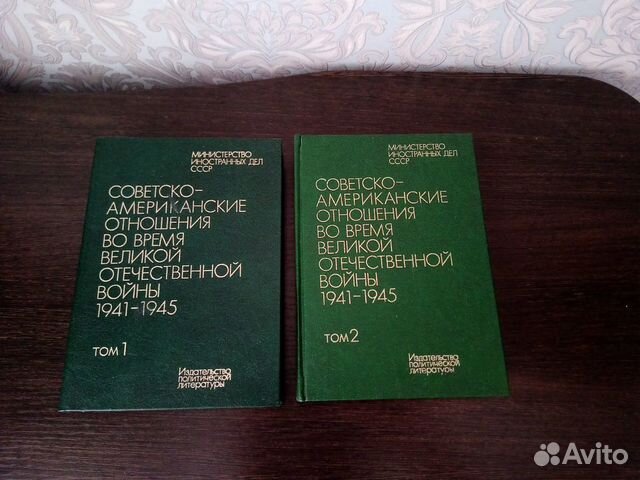 МИНИСТЕРСТВО
ИНОСТРАННЫХ ДЕЛ
СССР
СОВЕТСКО-
АМЕРИКАНСКИЕ
ОТНОШЕНИЯ
ВО ВРЕМЯ
ВЕЛИКОЙ
ОТЕЧЕСТВЕННОЙ
ВОЙНЫ
1941-1945
ТОМ 1
Издательство
политической
литературы
МИНИСТЕРСТВО
ИНОСТРАННЫХ ДЕЛ
СССР
СОВЕТСКО-
АМЕРИКАНСКИЕ
ОТНОШЕНИЯ
ВО ВРЕМЯ
ВЕЛИКОЙ
ОТЕЧЕСТВЕННОЙ
ВОЙНЫ
1941-1945
ТОМ 2
Издательство
политической
литературы
Avito